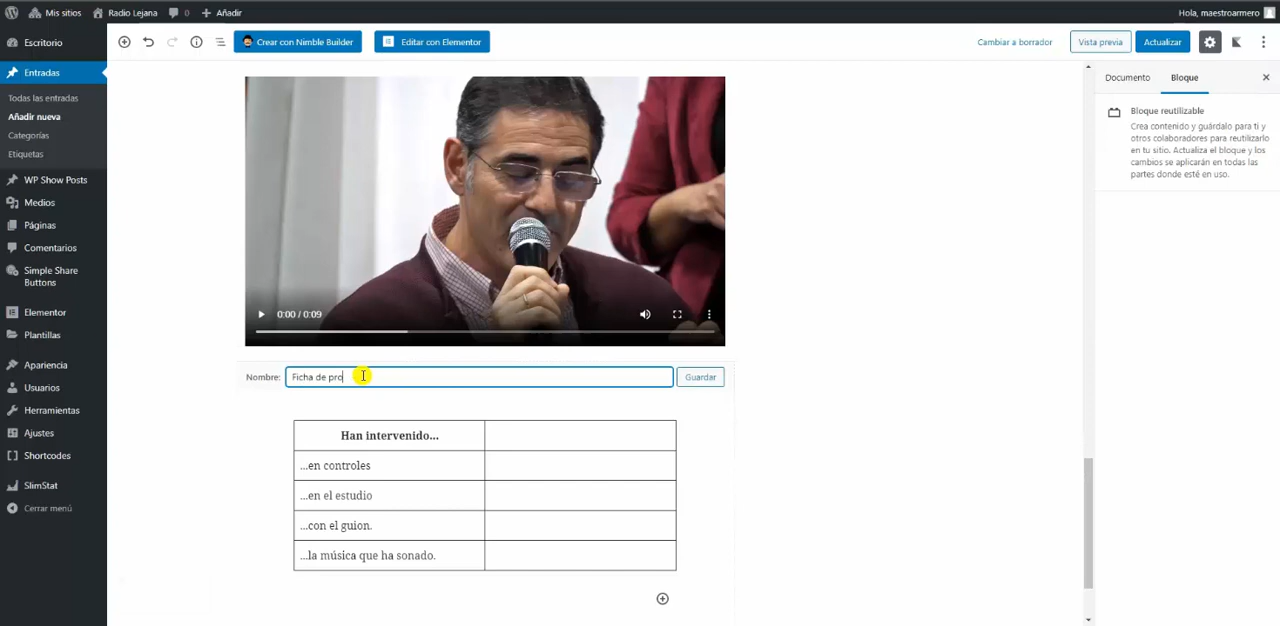 Mis sitios
Radio Lejana
0
Añadir
Hola, maestroarmero
Escritorio
Entradas
Todas las entradas
Añadir nueva
Categorías
Etiquetas
WP Show Posts
Medios
Páginas
Comentarios
Simple Share
Buttons
Elementor
Plantillas
Apariencia
Usuarios
Herramientas
Ajustes
Shortcodes
SlimStat
Cerrar menú
Crear con Nimble Builder
Editar con Elementor
Cambiar a borrador
Vista previa
Actualizar
0:00 / 0:09
Nombre:
Ficha de pro
Guardar
Han intervenido...
...en controles
...en el estudio
...con el guion.
...la música que ha sonado.
Documento
Bloque
Bloque reutilizable
Crea contenido y guárdalo para ti y
otros colaboradores para reutilizarlo
en tu sitio. Actualiza el bloque y los
cambios se aplicarán en todas las
partes donde esté en uso.